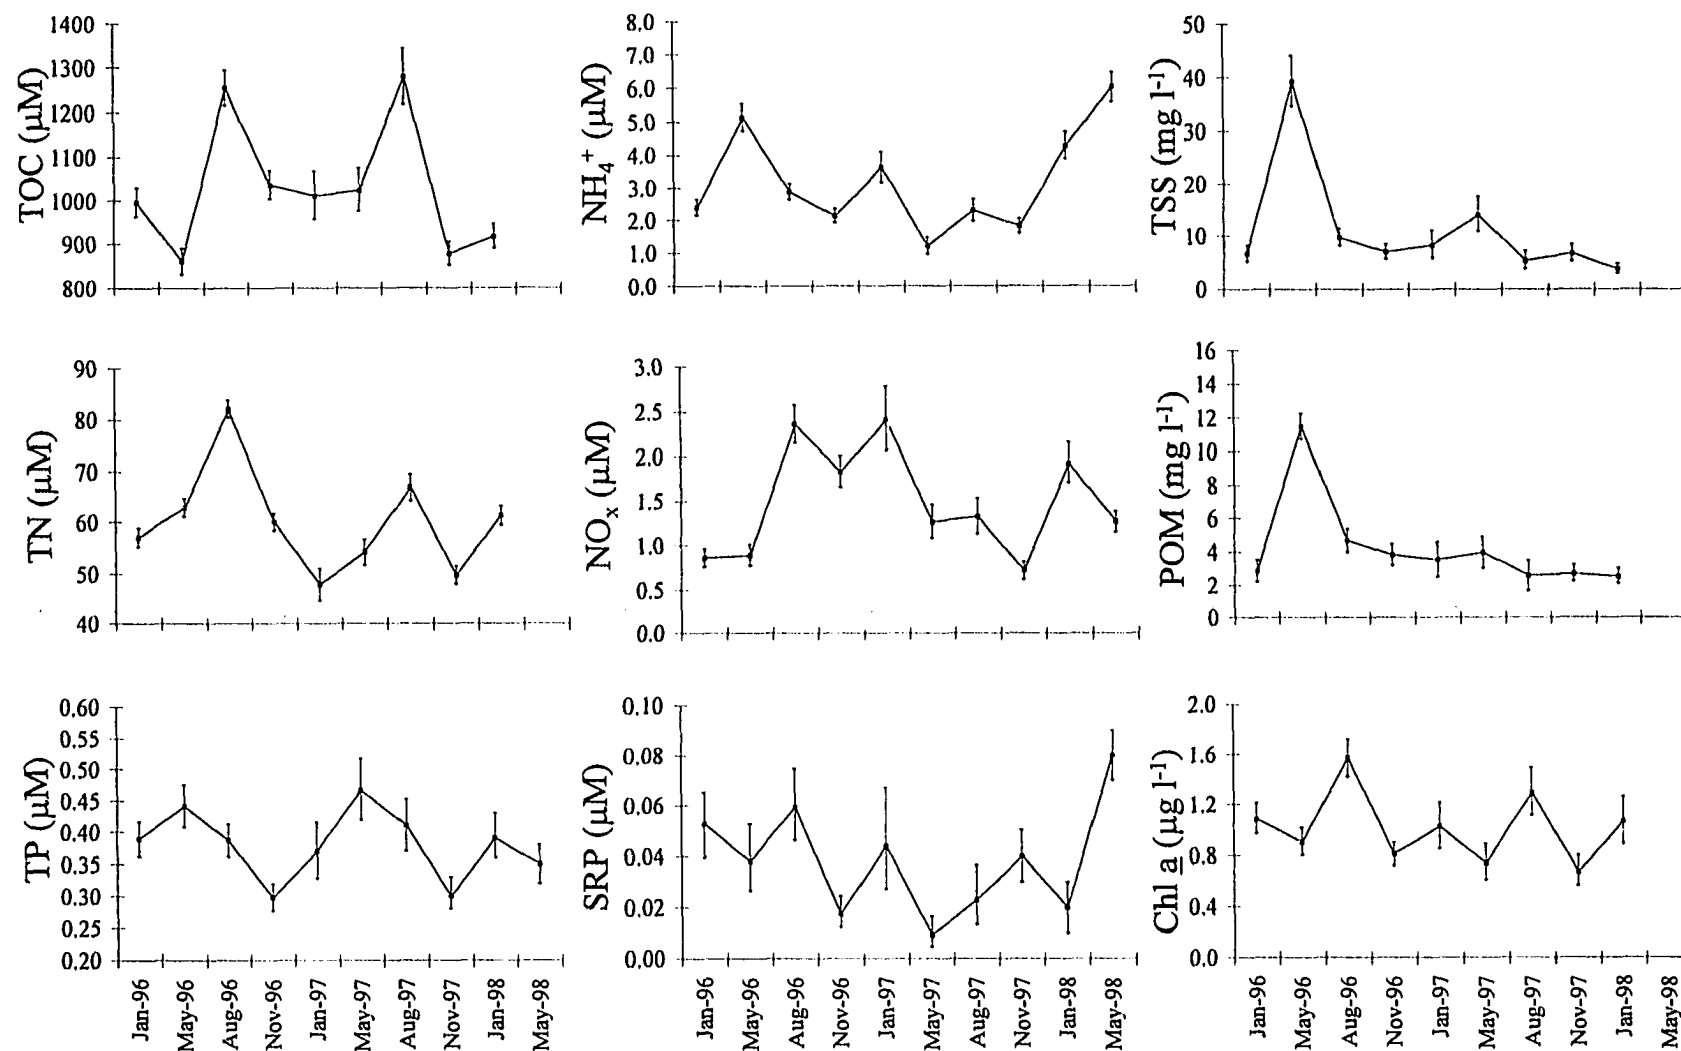 TOC (µM)
1400
1300
1200
1100
1000
900
800
NH₄⁺ (µM)
8.0
7.0
6.0
5.0
4.0
3.0
2.0
1.0
0.0
TSS (mg l⁻¹)
50
40
30
20
10
0
TN (µM)
90
80
70
60
50
40
NOₓ (µM)
3.0
2.5
2.0
1.5
1.0
0.5
0.0
POM (mg l⁻¹)
16
14
12
10
8
6
4
2
0
TP (µM)
0.60
0.55
0.50
0.45
0.40
0.35
0.30
0.25
0.20
Jan-96
May-96
Aug-96
Nov-96
Jan-97
May-97
Aug-97
Nov-97
Jan-98
May-98
SRP (µM)
0.10
0.08
0.06
0.04
0.02
0.00
Jan-96
May-96
Aug-96
Nov-96
Jan-97
May-97
Aug-97
Nov-97
Jan-98
May-98
Chl a (µg l⁻¹)
2.0
1.6
1.2
0.8
0.4
0.0
Jan-96
May-96
Aug-96
Nov-96
Jan-97
May-97
Aug-97
Nov-97
Jan-98
May-98